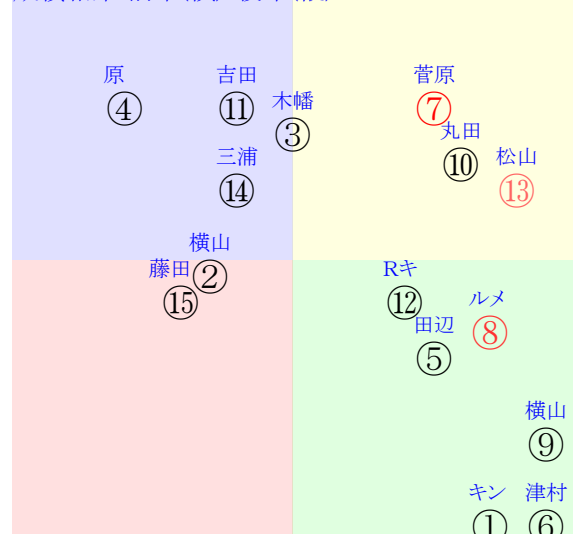 原 吉田 菅原
④ ⑪ 木幡 ⑦
③ 丸田
三浦 ⑩ 松山
⑭ ⑬
横山
藤田 ② Rキ
⑮ ⑫ ルメ
田辺 ⑧
⑤
横山
⑨
キン 津村
① ⑥